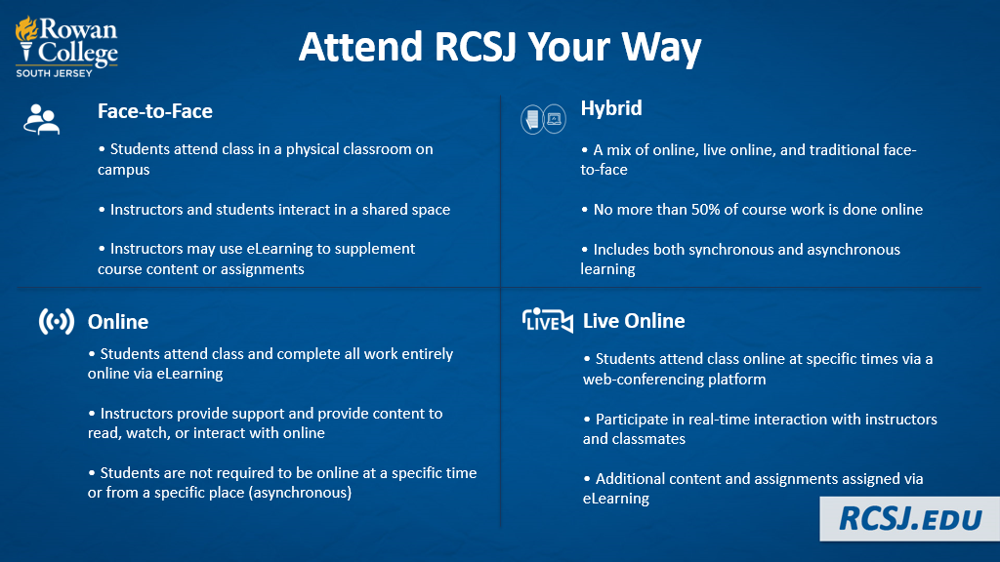 Rowan
College
SOUTH JERSEY
Attend RCSJ Your Way
Face-to-Face
• Students attend class in a physical classroom on
campus
• Instructors and students interact in a shared space
• Instructors may use eLearning to supplement
course content or assignments
Hybrid
• A mix of online, live online, and traditional face-
to-face
• No more than 50% of course work is done online
• Includes both synchronous and asynchronous
learning
Online
• Students attend class and complete all work entirely
online via eLearning
• Instructors provide support and provide content to
read, watch, or interact with online
• Students are not required to be online at a specific time
or from a specific place (asynchronous)
LIVE
Live Online
• Students attend class online at specific times via a
web-conferencing platform
• Participate in real-time interaction with instructors
and classmates
• Additional content and assignments assigned via
eLearning
RCSJ.EDU